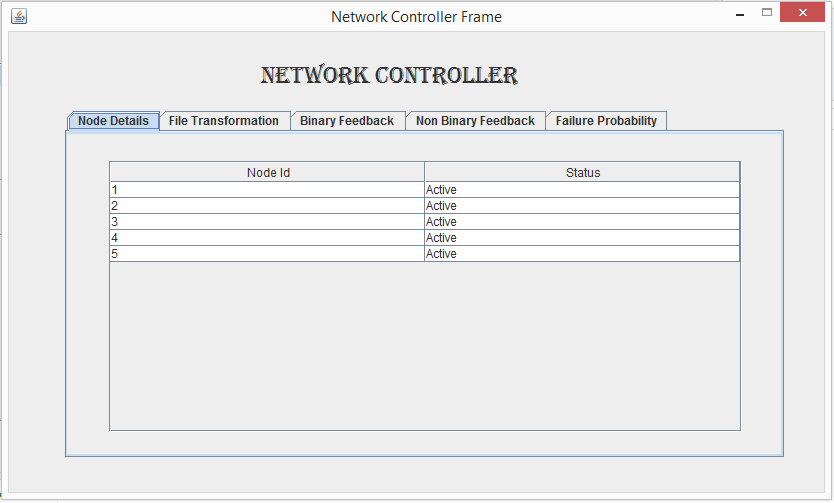 Network Controller Frame
NETWORK CONTROLLER
Node Details File Transformation Binary Feedback Non Binary Feedback Failure Probability
Node Id Status
1 Active
2 Active
3 Active
4 Active
5 Active